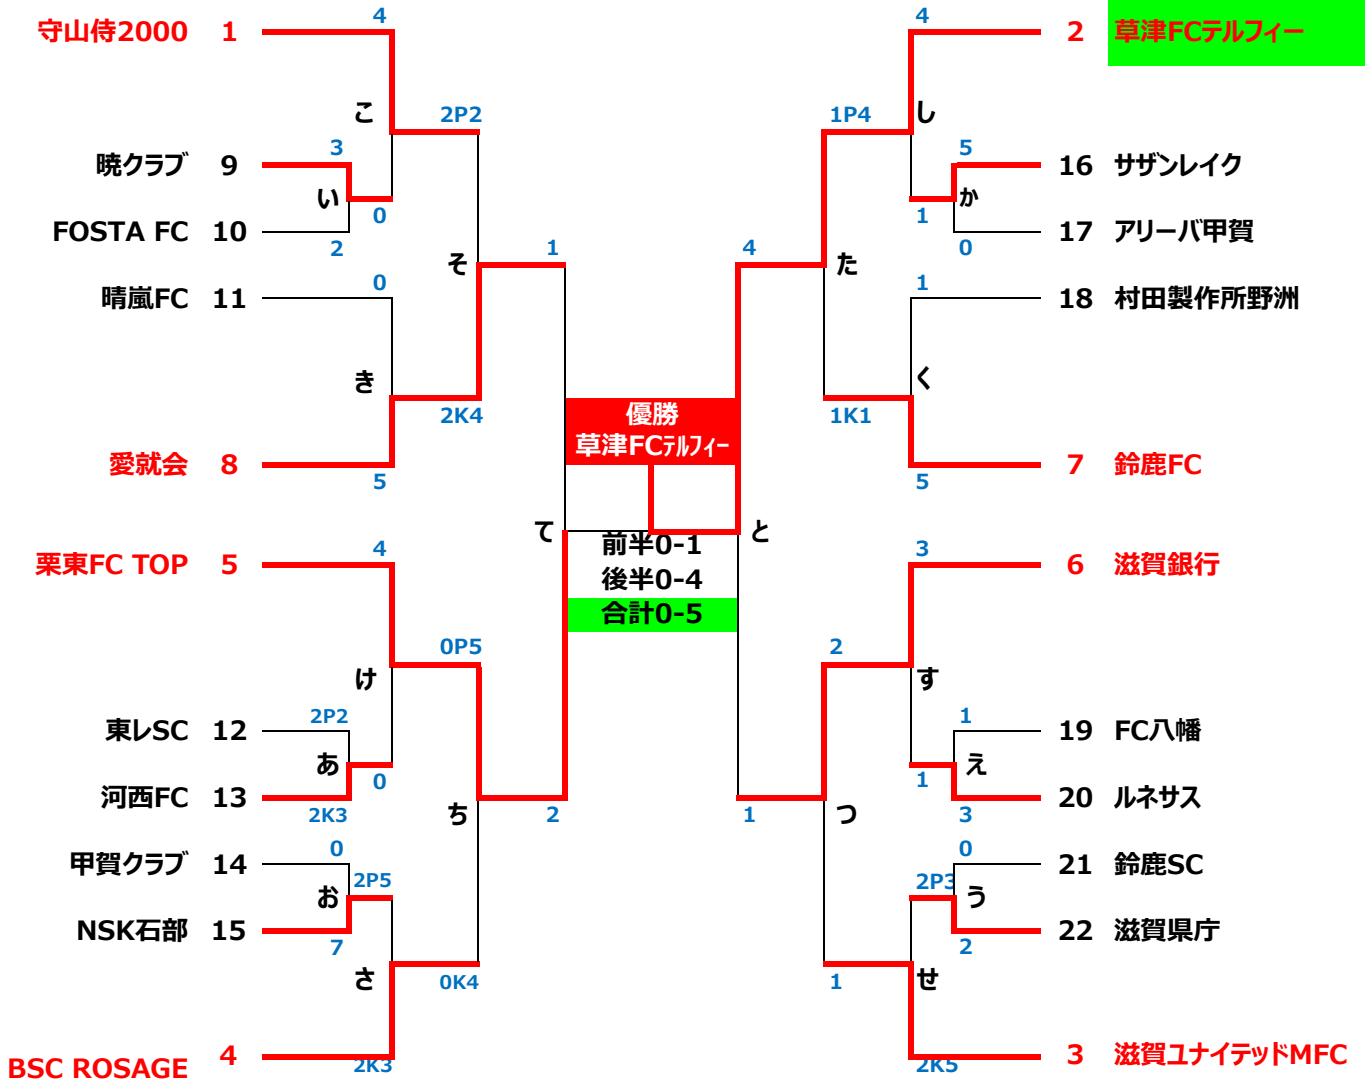 4
4
守山侍2000 1
2 草津FCテルフィー
こ
2P2
1P4
し
3
5
暁クラブ 9
16 サザンレイク
い
か
0
1
FOSTA FC 10
17 アリーバ甲賀
2
0
そ
1
4
た
0
1
晴嵐FC 11
18 村田製作所野洲
き
く
2K4
1K1
優勝
草津FCテルフィー
愛就会 8
7 鈴鹿FC
5
5
て
と
前半0-1
後半0-4
合計0-5
4
3
栗東FC TOP 5
6 滋賀銀行
0P5
2
け
す
2P2
1
東レSC 12
19 FC八幡
あ
え
0
1
河西FC 13
20 ルネサス
2K3
3
ち
2
1
つ
0
0
甲賀クラブ 14
21 鈴鹿SC
2P5
2P3
お
う
NSK石部 15
22 滋賀県庁
7
2
さ
せ
0K4
1
BSC ROSAGE 4
3 滋賀ユナイテッドMFC
2K3
2K5